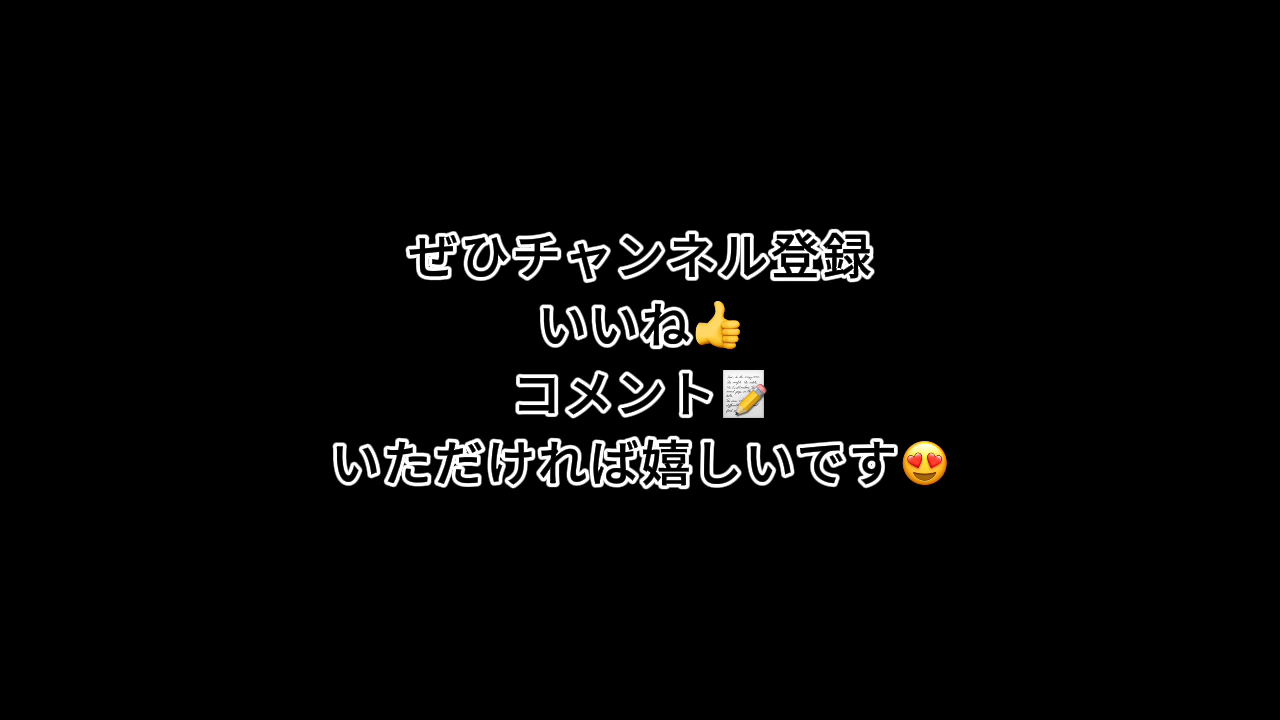 ぜひチャンネル登録
いいね👍
コメント📝
いただければ嬉しいです😍